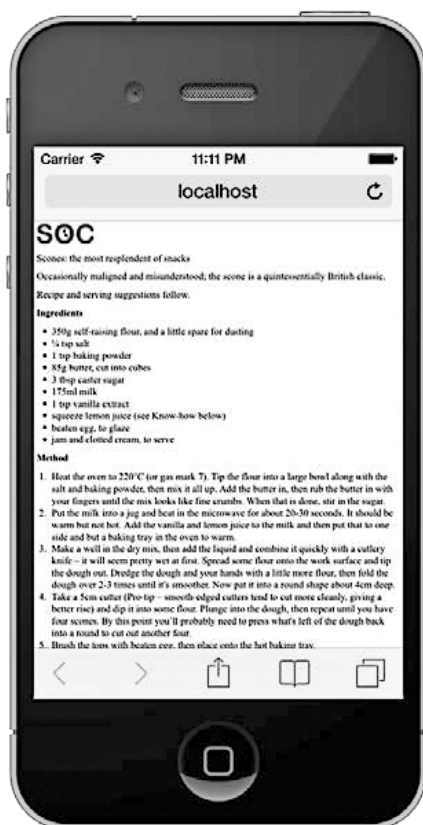 Carrier 11:11 PM
localhost
SOC
Scones: the most resplendent of snacks
Occasionally maligned and misunderstood; the scone is a quintessentially British classic.
Recipe and serving suggestions follow.
Ingredients
• 350g self-raising flour, and a little spare for dusting
• ¼ tsp salt
• 1 tsp baking powder
• 85g butter, cut into cubes
• 3 tbsp caster sugar
• 175ml milk
• 1 tsp vanilla extract
• squeeze lemon juice (see Know-how below)
• beaten egg, to glaze
• jam and clotted cream, to serve
Method
1. Heat the oven to 220°C (or gas mark 7). Tip the flour into a large bowl along with the
salt and baking powder, then mix it all up. Add the butter in, then rub the butter in with
your fingers until the mix looks like fine crumbs. When that is done, stir in the sugar.
2. Put the milk into a jug and heat in the microwave for about 20-30 seconds. It should be
warm but not hot. Add the vanilla and lemon juice to the milk and then put that to one
side and but a baking tray in the oven to warm.
3. Make a well in the dry mix, then add the liquid and combine it quickly with a cutlery
knife – it will seem pretty wet at first. Spread some flour onto the work surface and tip
the dough out. Dredge the dough and your hands with a little more flour, then fold the
dough over 2-3 times until it's smoother. Now pat it into a round shape about 4cm deep.
4. Take a 5cm cutter (Pro-tip – smooth-edged cutters tend to cut more cleanly, giving a
better rise) and dip it into some flour. Plunge into the dough, then repeat until you have
four scones. By this point you'll probably need to press what's left of the dough back
into a round to cut out another four.
5. Brush the tops with beaten egg, then place onto the hot baking tray.